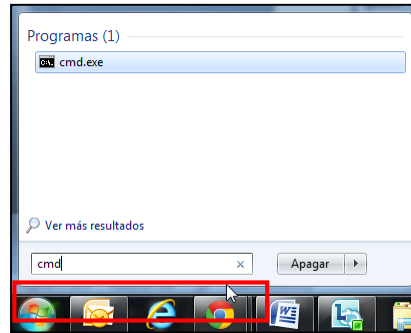 Programas (1)
cmd.exe
Ver más resultados
cmd
Apagar